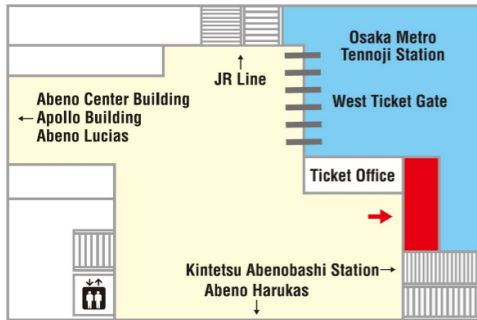 Osaka Metro
Tennoji Station
↑
JR Line
West Ticket Gate
Abeno Center Building
← Apollo Building
Abeno Lucias
Ticket Office
→
Kintetsu Abenobashi Station →
Abeno Harukas
↓